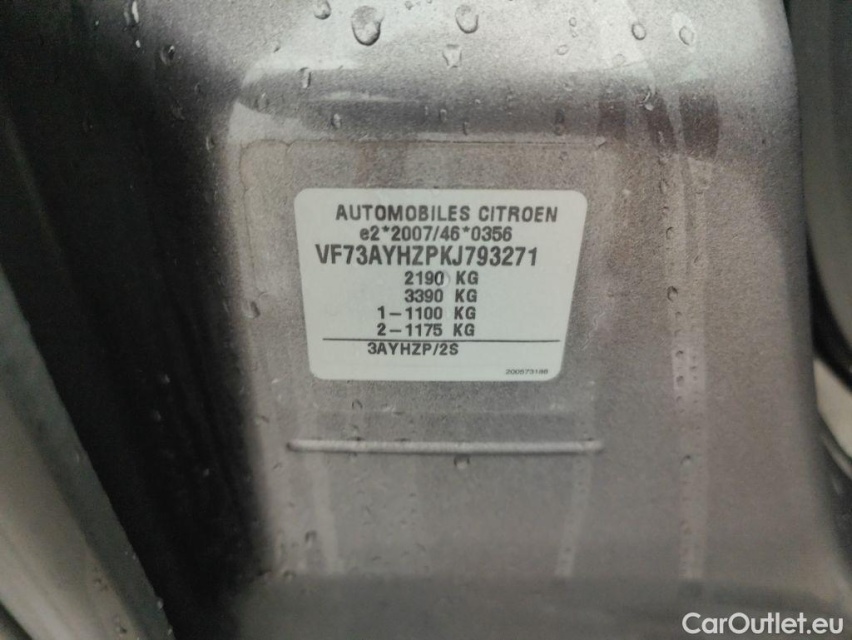 AUTOMOBILES CITROEN
e2*2007/46*0356
VF73AYHZPKJ793271
2190 KG
3390 KG
1-1100 KG
2-1175 KG
3AYHZP/2S
CarOutlet.eu